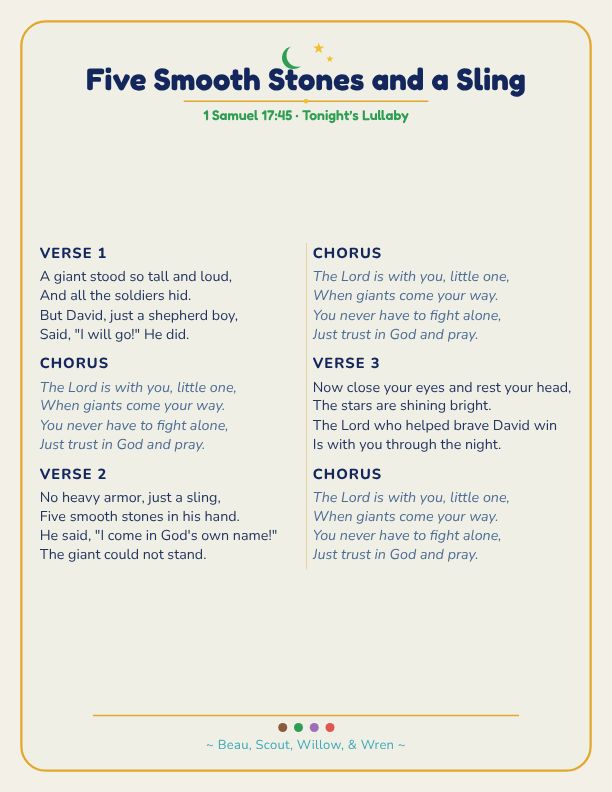 Five Smooth Stones and a Sling
1 Samuel 17:45 · Tonight's Lullaby
VERSE 1
A giant stood so tall and loud,
And all the soldiers hid.
But David, just a shepherd boy,
Said, "I will go!" He did.
CHORUS
The Lord is with you, little one,
When giants come your way.
You never have to fight alone,
Just trust in God and pray.
VERSE 2
No heavy armor, just a sling,
Five smooth stones in his hand.
He said, "I come in God's own name!"
The giant could not stand.
CHORUS
The Lord is with you, little one,
When giants come your way.
You never have to fight alone,
Just trust in God and pray.
VERSE 3
Now close your eyes and rest your head,
The stars are shining bright.
The Lord who helped brave David win
Is with you through the night.
CHORUS
The Lord is with you, little one,
When giants come your way.
You never have to fight alone,
Just trust in God and pray.
~ Beau, Scout, Willow, & Wren ~